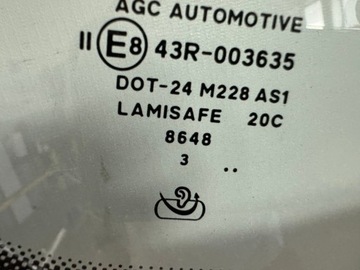 AGC AUTOMOTIVE
II E8 43R-003635
DOT-24 M228 AS1
LAMISAFE 20C
8648
3 ..